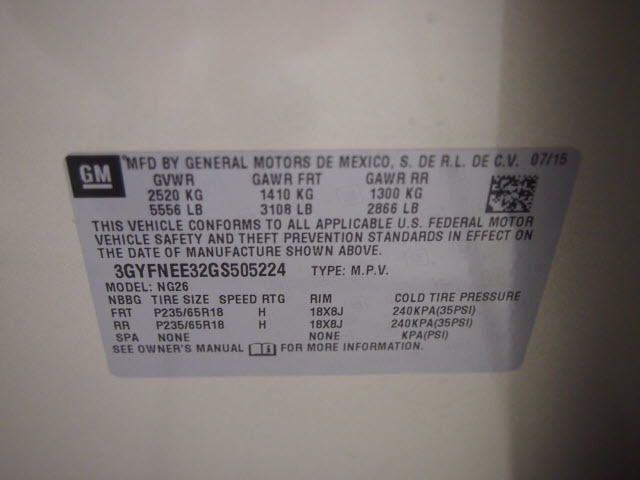 GM MFD BY GENERAL MOTORS DE MEXICO, S. DE R.L. DE C.V. 07/15
GVWR GAWR FRT GAWR RR
2520 KG 1410 KG 1300 KG
5556 LB 3108 LB 2866 LB
THIS VEHICLE CONFORMS TO ALL APPLICABLE U.S. FEDERAL MOTOR
VEHICLE SAFETY AND THEFT PREVENTION STANDARDS IN EFFECT ON
THE DATE OF MANUFACTURE SHOWN ABOVE.
3GYFNEE32GS505224 TYPE: M.P.V.
MODEL: NG26
NBBG TIRE SIZE SPEED RTG RIM COLD TIRE PRESSURE
FRT P235/65R18 H 18X8J 240KPA(35PSI)
RR P235/65R18 H 18X8J 240KPA(35PSI)
SPA NONE NONE KPA(PSI)
SEE OWNER'S MANUAL FOR MORE INFORMATION.